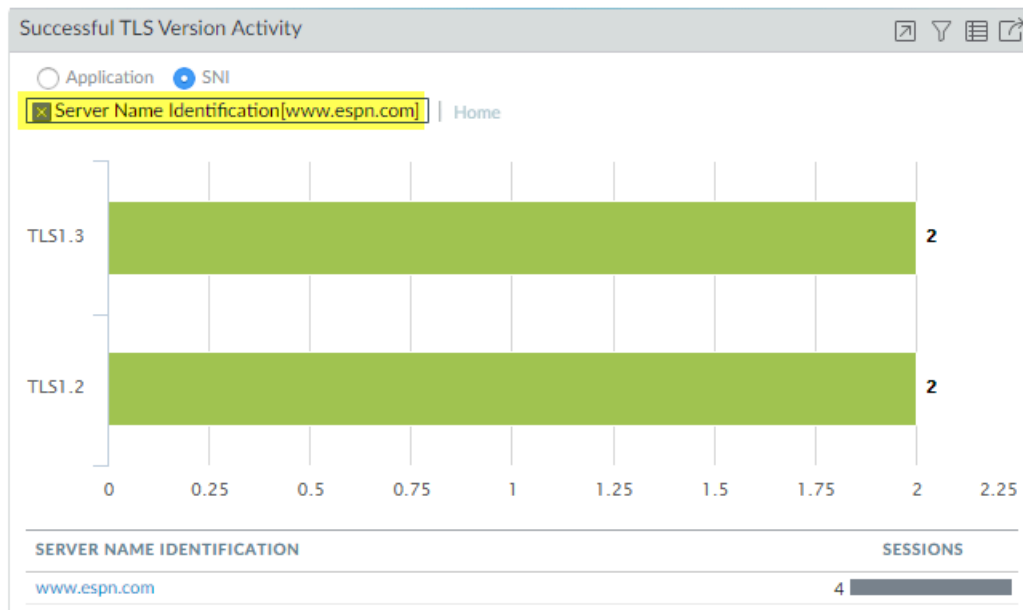 Successful TLS Version Activity
Application SNI
Server Name Identification[www.espn.com] | Home
TLS1.3 2
TLS1.2 2
0 0.25 0.5 0.75 1 1.25 1.5 1.75 2 2.25
SERVER NAME IDENTIFICATION SESSIONS
www.espn.com 4